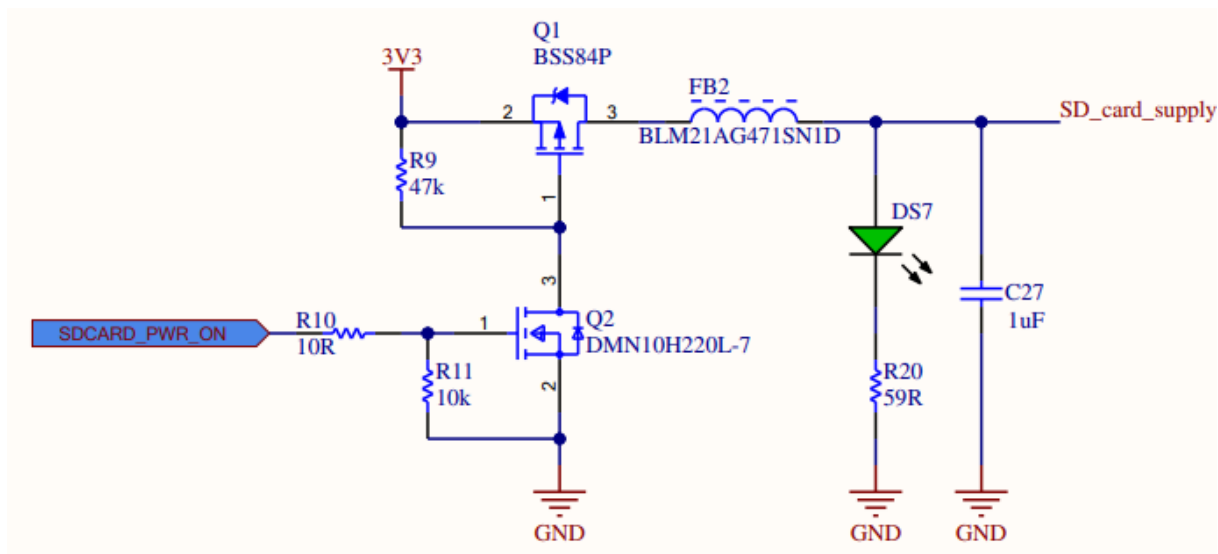 Q1
BSS84P
3V3
2
3
FB2
BLM21AG471SN1D
SD_card_supply
R9
47k
1
DS7
3
SDCARD_PWR_ON
R10
10R
1
Q2
DMN10H220L-7
C27
1uF
R11
10k
2
R20
59R
GND
GND
GND